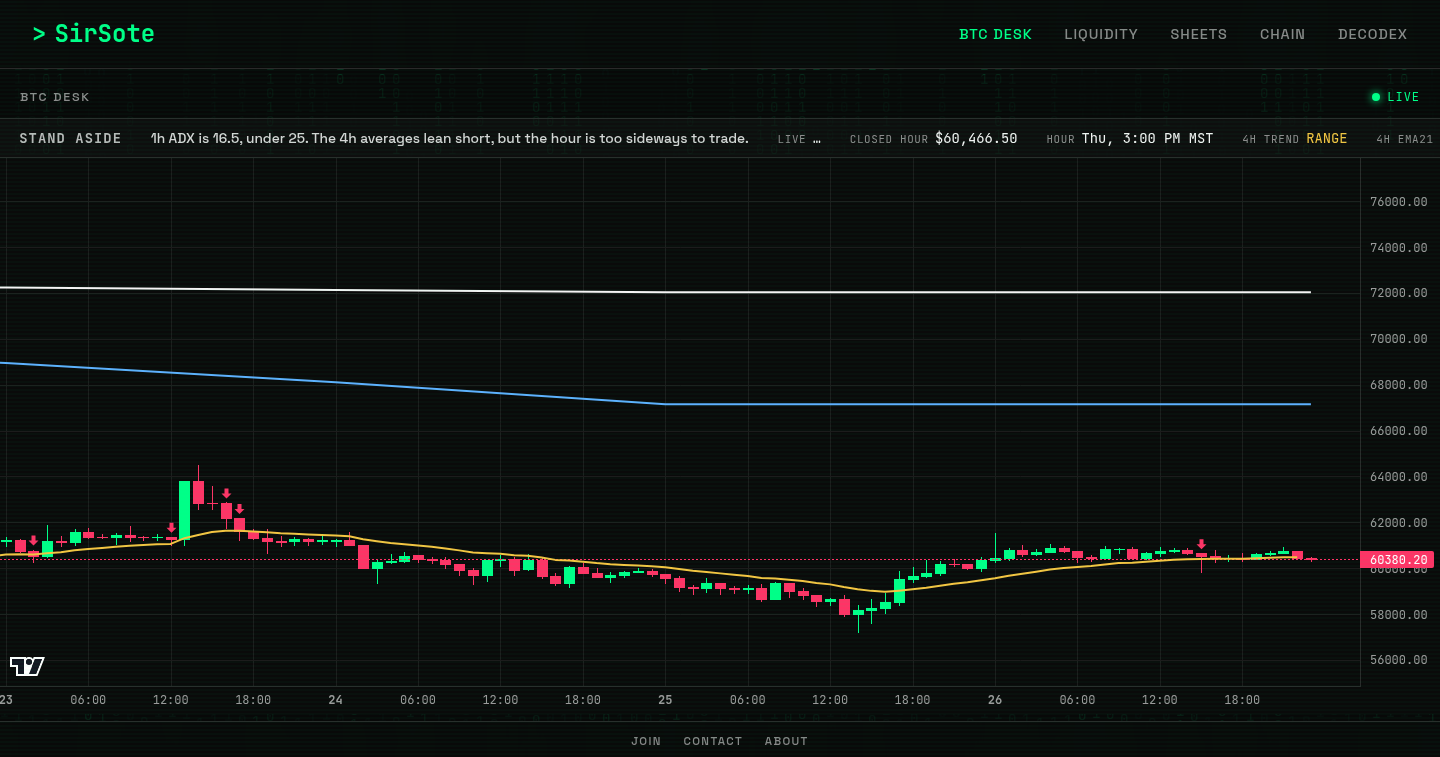 > SirSote
BTC DESK LIQUIDITY SHEETS CHAIN DECODEX
BTC DESK
LIVE
STAND ASIDE 1h ADX is 16.5, under 25. The 4h averages lean short, but the hour is too sideways to trade. LIVE … CLOSED HOUR $60,466.50 HOUR Thu, 3:00 PM MST 4H TREND RANGE 4H EMA21
76000.00
74000.00
72000.00
70000.00
68000.00
66000.00
64000.00
62000.00
60380.20
60000.00
58000.00
56000.00
23 06:00 12:00 18:00 24 06:00 12:00 18:00 25 06:00 12:00 18:00 26 06:00 12:00 18:00
JOIN CONTACT ABOUT